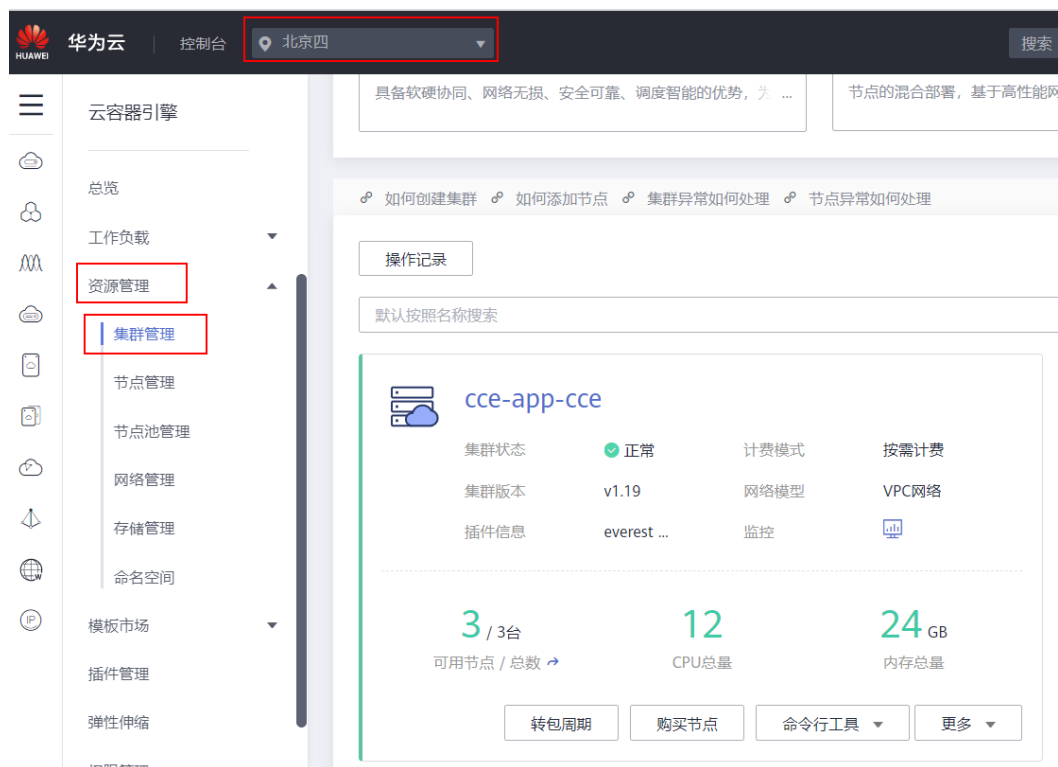 HUAWEI 华为云 控制台 北京四 搜索
云容器引擎
总览
工作负载
资源管理
集群管理
节点管理
节点池管理
网络管理
存储管理
命名空间
模板市场
插件管理
弹性伸缩
具备软硬协同、网络无损、安全可靠、调度智能的优势，为 ...
节点的混合部署，基于高性能网
如何创建集群 如何添加节点 集群异常如何处理 节点异常如何处理
操作记录
默认按照名称搜索
cce-app-cce
集群状态 正常 计费模式 按需计费
集群版本 v1.19 网络模型 VPC网络
插件信息 everest ... 监控
3 / 3台 12 24 GB
可用节点 / 总数 CPU总量 内存总量
转包周期 购买节点 命令行工具 更多
W
IP